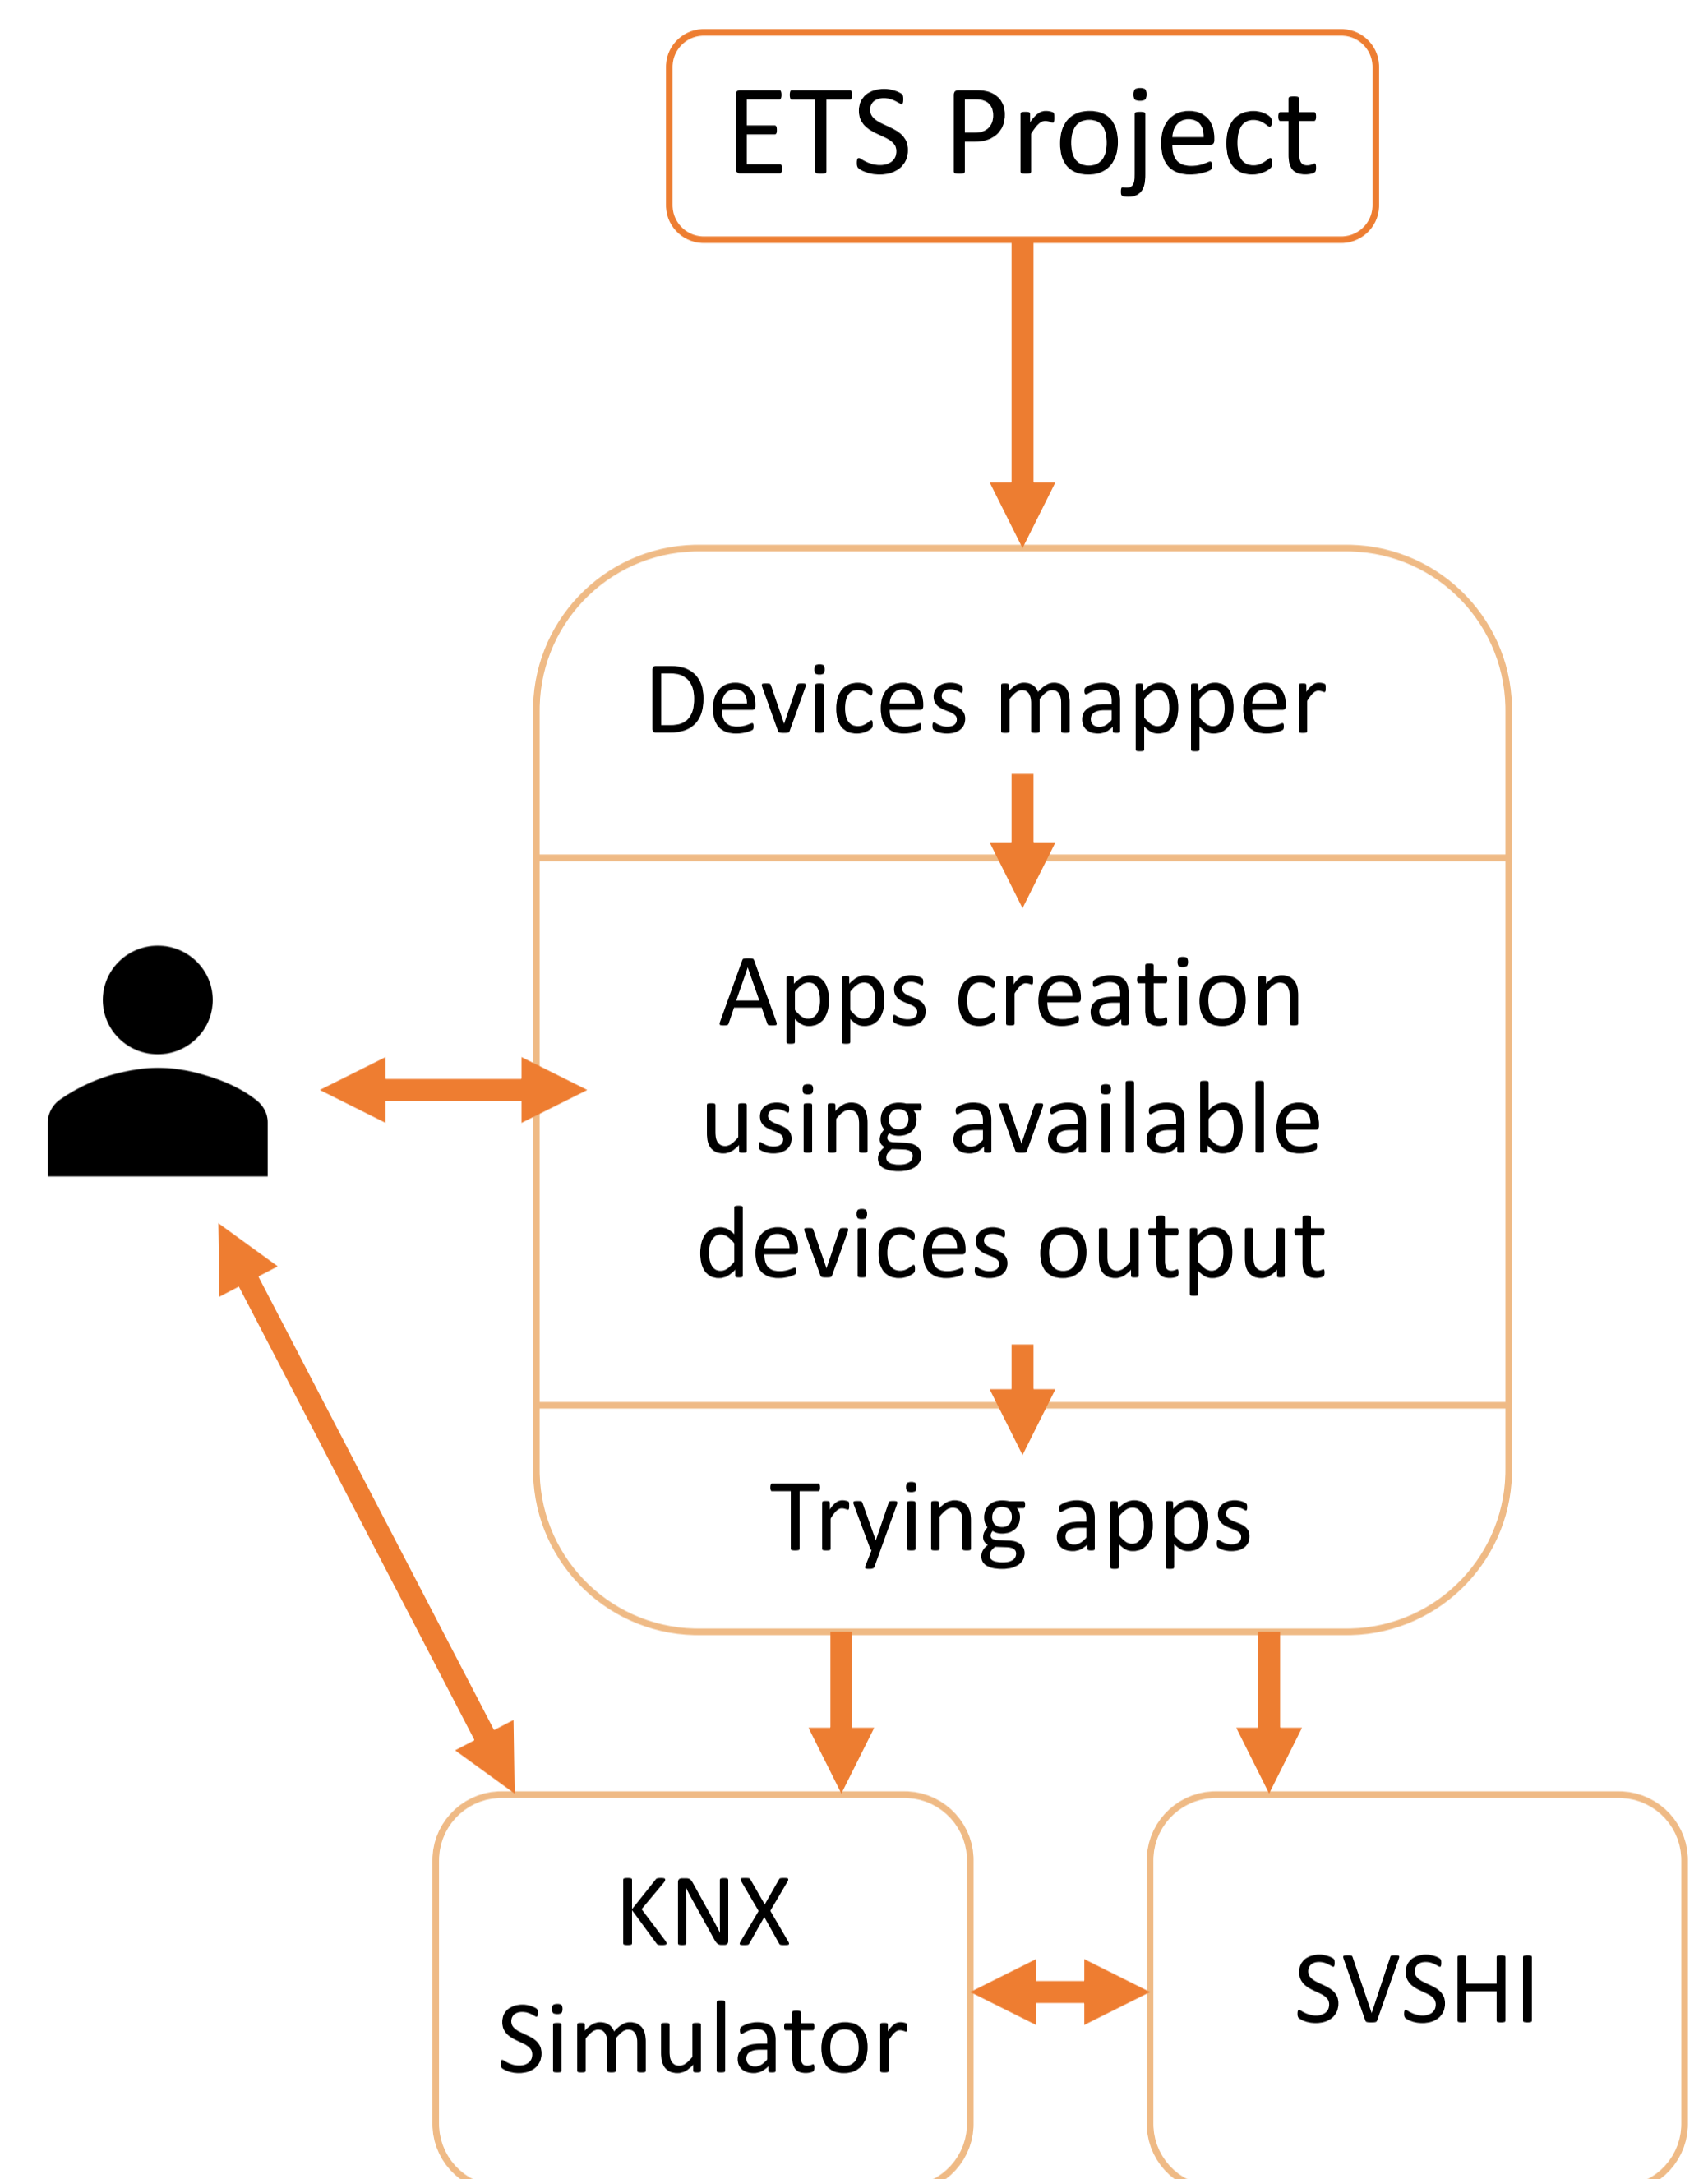 ETS Project
Devices mapper
Apps creation
using available
devices output
Trying apps
KNX
Simulator
SVSHI